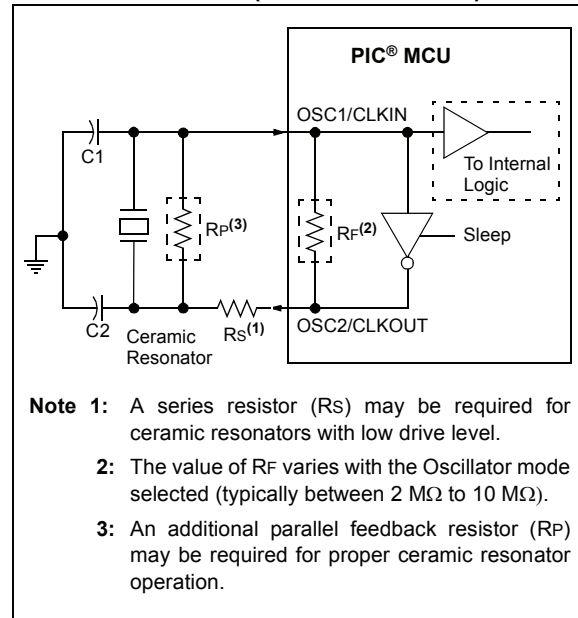 PIC® MCU
OSC1/CLKIN
C1
To Internal
Logic
RP(3)
RF(2)
Sleep
C2
Ceramic
Resonator
RS(1)
OSC2/CLKOUT
Note 1: A series resistor (RS) may be required for
ceramic resonators with low drive level.
2: The value of RF varies with the Oscillator mode
selected (typically between 2 MΩ to 10 MΩ).
3: An additional parallel feedback resistor (RP)
may be required for proper ceramic resonator
operation.